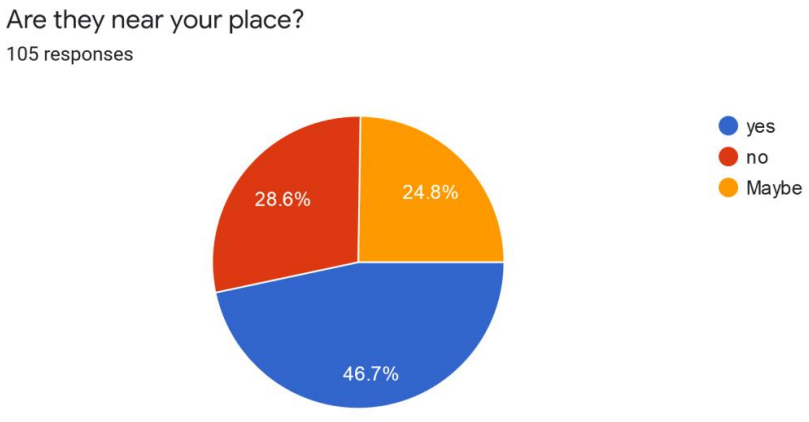 Are they near your place?
105 responses
yes
no
Maybe
28.6%
24.8%
46.7%